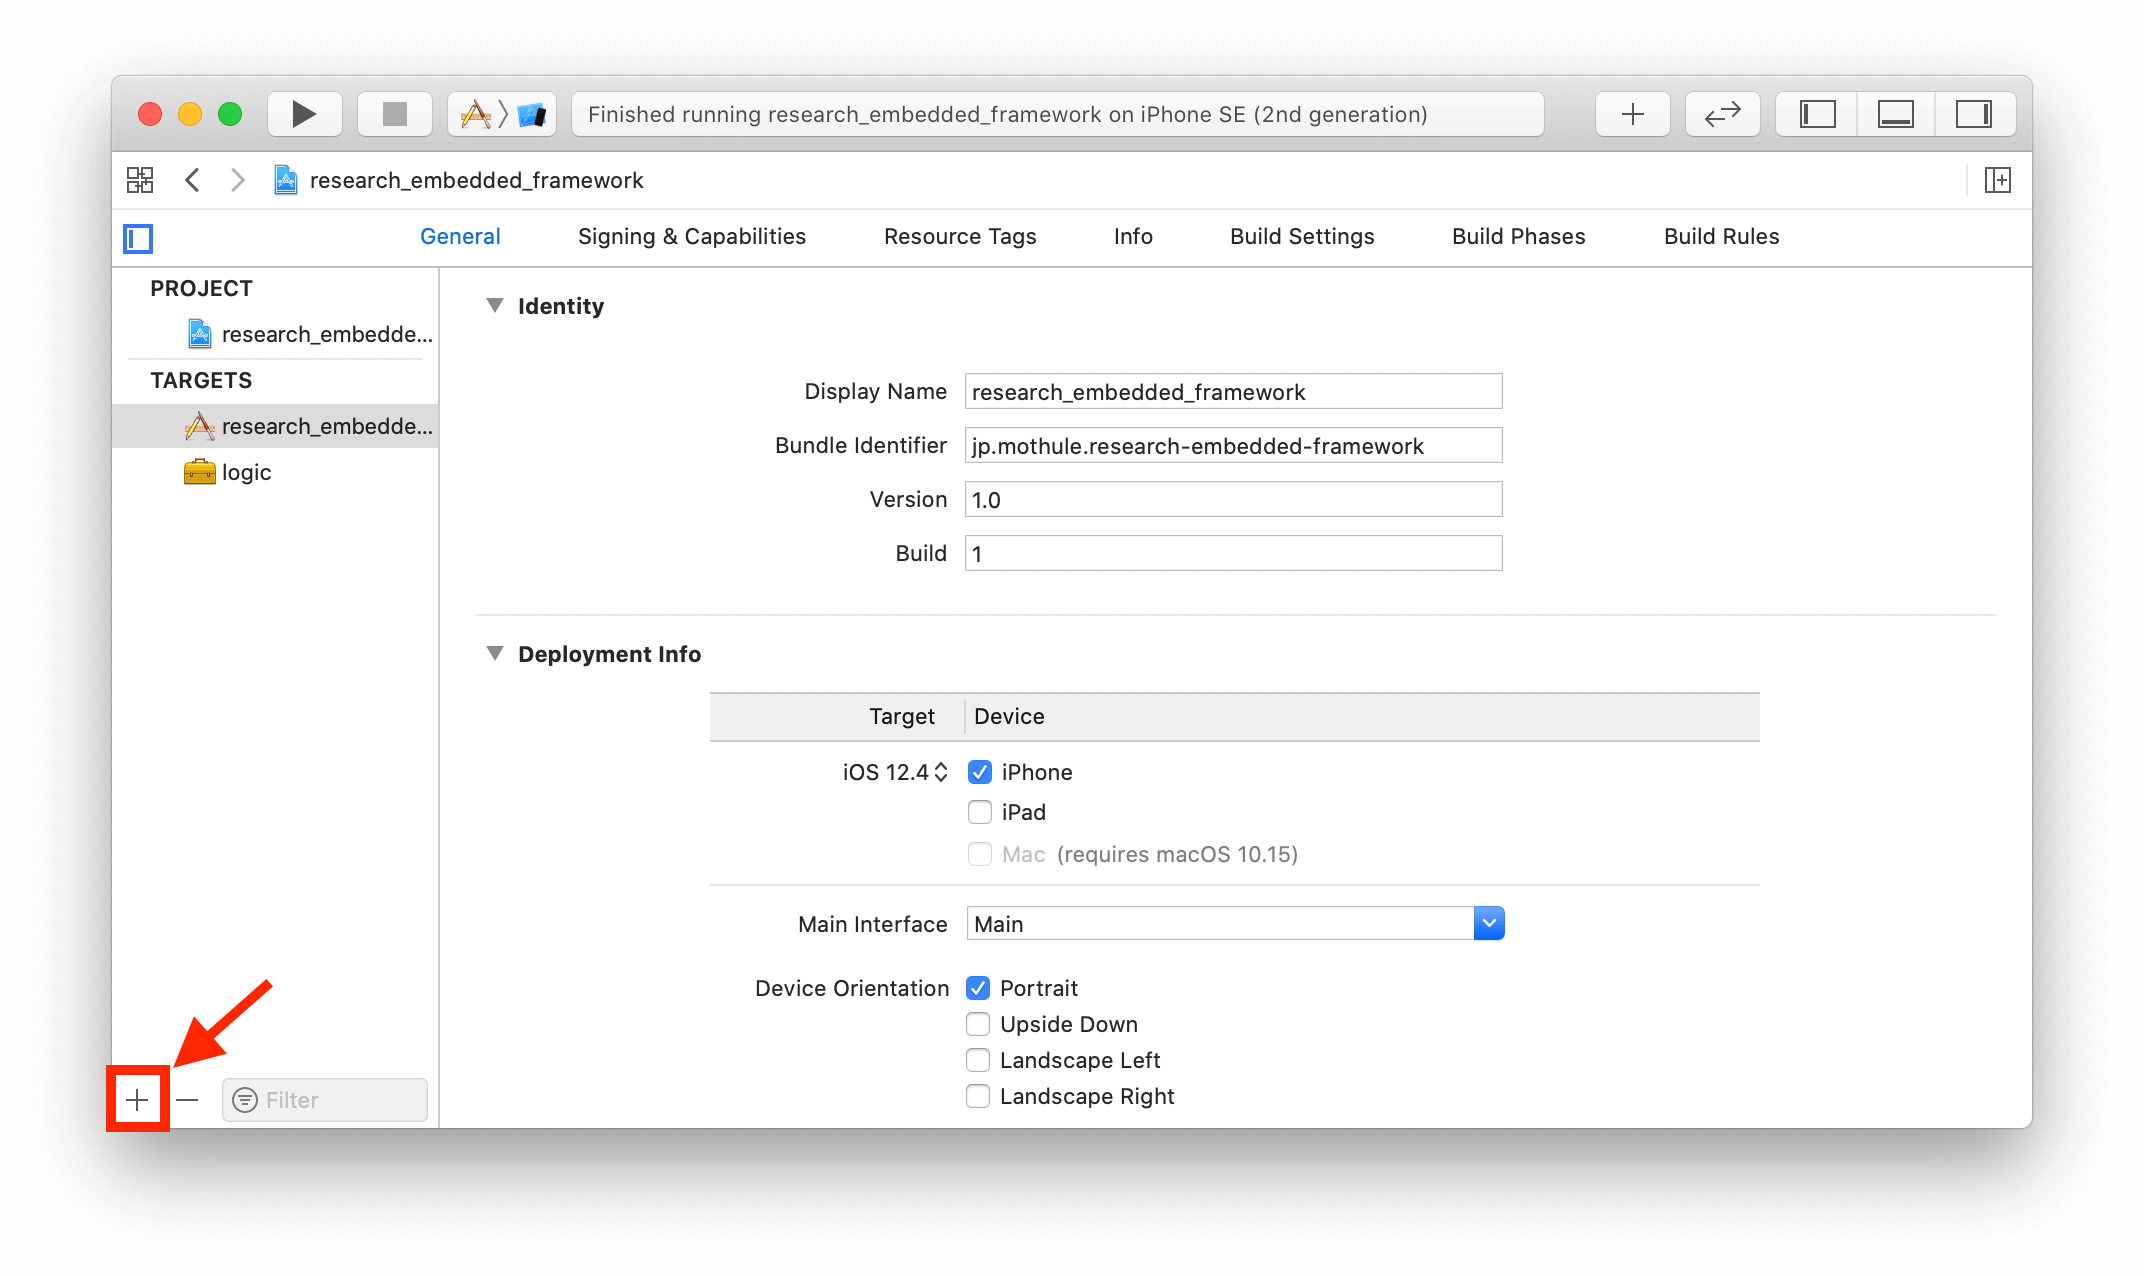 Finished running research_embedded_framework on iPhone SE (2nd generation)
research_embedded_framework
General Signing & Capabilities Resource Tags Info Build Settings Build Phases Build Rules
PROJECT
research_embedde...
TARGETS
research_embedde...
logic
Filter
Identity
Display Name research_embedded_framework
Bundle Identifier jp.mothule.research-embedded-framework
Version 1.0
Build 1
Deployment Info
Target Device
iOS 12.4 iPhone
iPad
Mac (requires macOS 10.15)
Main Interface Main
Device Orientation Portrait
Upside Down
Landscape Left
Landscape Right